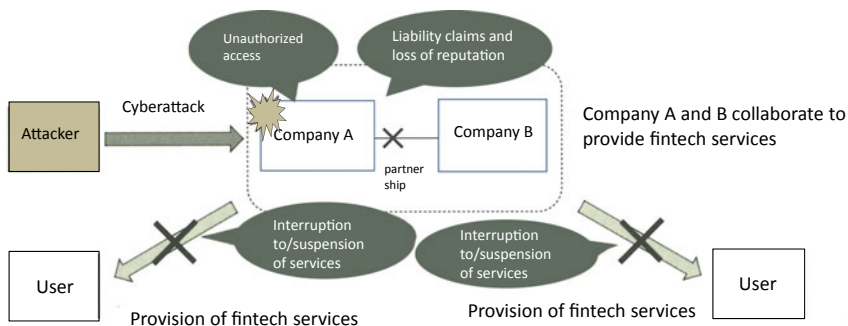 Unauthorized
access
Liability claims and
loss of reputation
Cyberattack
Attacker
Company A
Company B
partner
ship
Company A and B collaborate to
provide fintech services
Interruption
to/suspension
of services
Interruption
to/suspension
of services
User
User
Provision of fintech services
Provision of fintech services